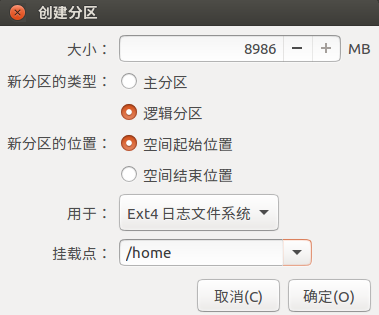 创建分区
大小： 8986 − + MB
新分区的类型： 主分区
逻辑分区
新分区的位置： 空间起始位置
空间结束位置
用于： Ext4 日志文件系统
挂载点： /home
取消(C) 确定(O)